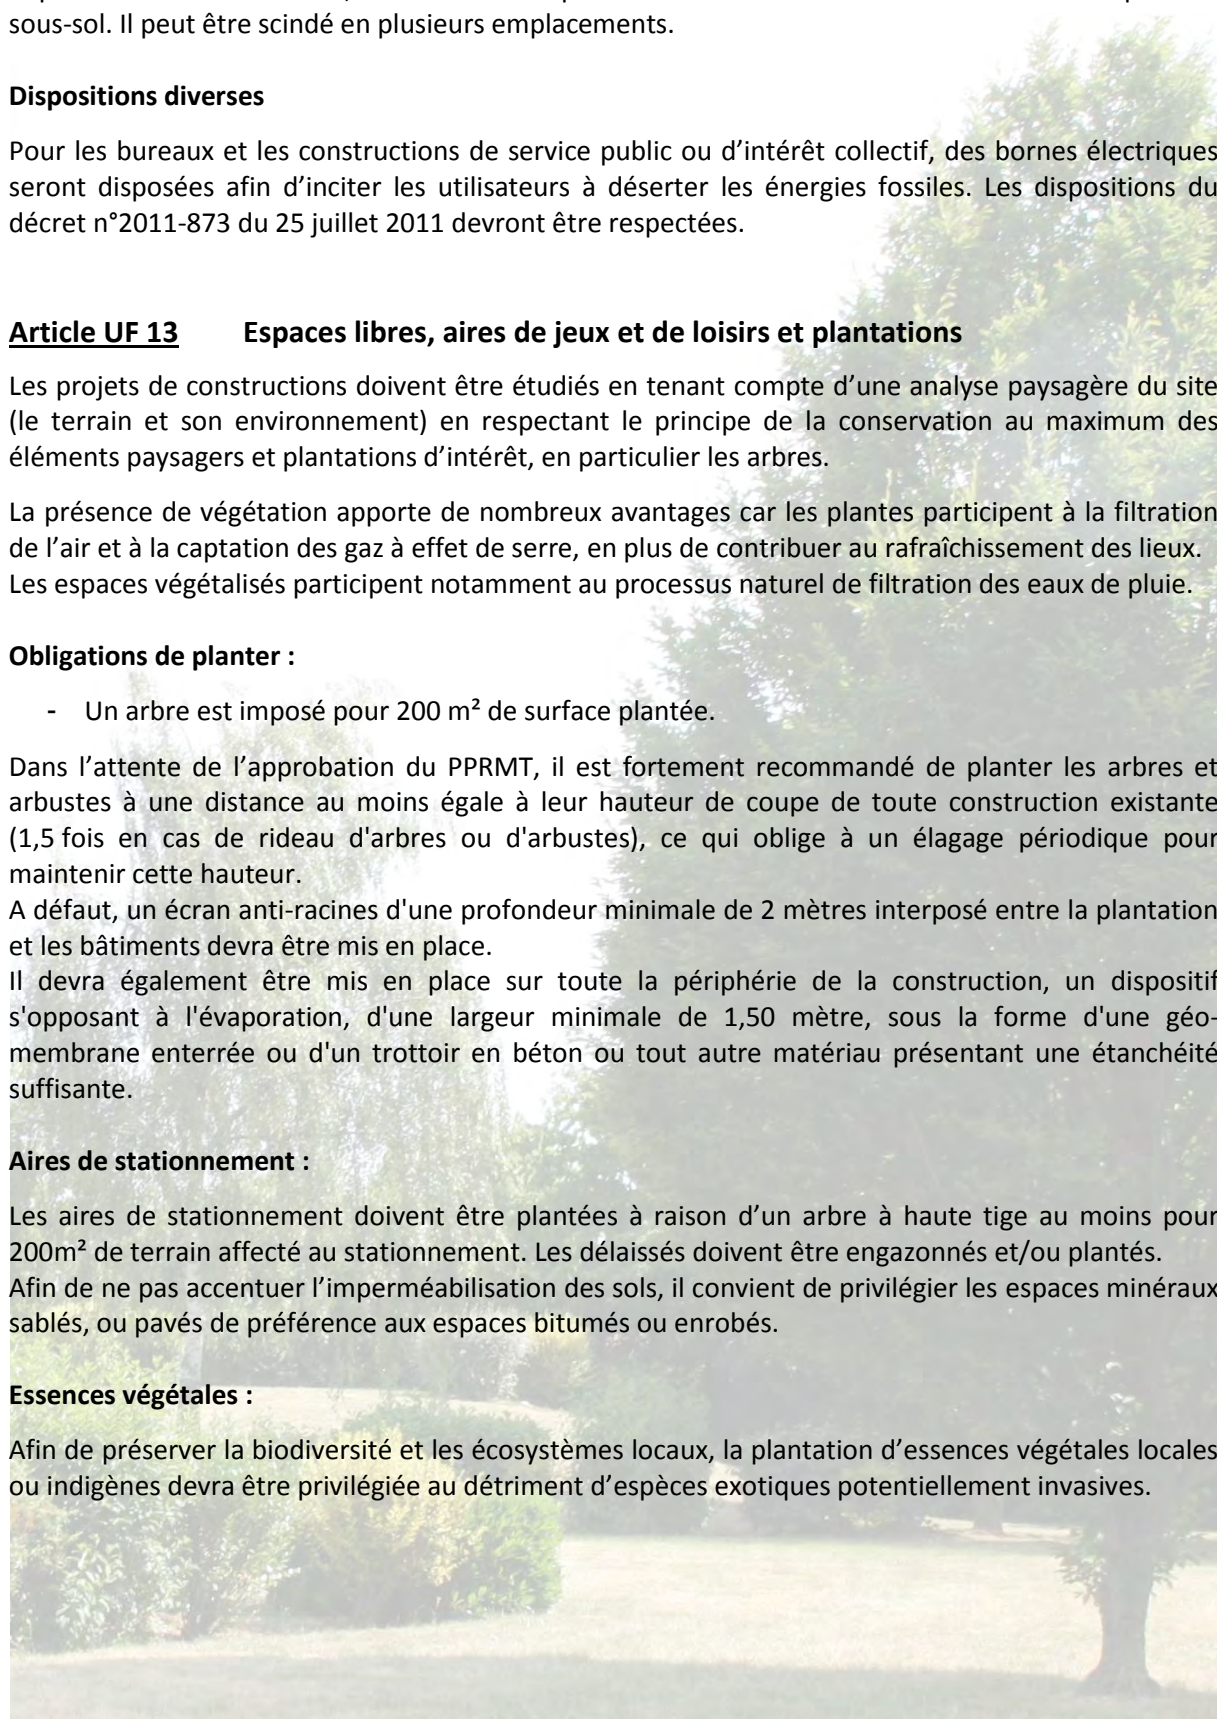 sous-sol. Il peut être scindé en plusieurs emplacements.
Dispositions diverses
Pour les bureaux et les constructions de service public ou d’intérêt collectif, des bornes électriques
seront disposées afin d’inciter les utilisateurs à déserter les énergies fossiles. Les dispositions du
décret n°2011-873 du 25 juillet 2011 devront être respectées.
Article UF 13 Espaces libres, aires de jeux et de loisirs et plantations
Les projets de constructions doivent être étudiés en tenant compte d’une analyse paysagère du site
(le terrain et son environnement) en respectant le principe de la conservation au maximum des
éléments paysagers et plantations d’intérêt, en particulier les arbres.
La présence de végétation apporte de nombreux avantages car les plantes participent à la filtration
de l’air et à la captation des gaz à effet de serre, en plus de contribuer au rafraîchissement des lieux.
Les espaces végétalisés participent notamment au processus naturel de filtration des eaux de pluie.
Obligations de planter :
- Un arbre est imposé pour 200 m² de surface plantée.
Dans l’attente de l’approbation du PPRMT, il est fortement recommandé de planter les arbres et
arbustes à une distance au moins égale à leur hauteur de coupe de toute construction existante
(1,5 fois en cas de rideau d'arbres ou d'arbustes), ce qui oblige à un élagage périodique pour
maintenir cette hauteur.
A défaut, un écran anti-racines d'une profondeur minimale de 2 mètres interposé entre la plantation
et les bâtiments devra être mis en place.
Il devra également être mis en place sur toute la périphérie de la construction, un dispositif
s'opposant à l'évaporation, d'une largeur minimale de 1,50 mètre, sous la forme d'une géo-
membrane enterrée ou d'un trottoir en béton ou tout autre matériau présentant une étanchéité
suffisante.
Aires de stationnement :
Les aires de stationnement doivent être plantées à raison d’un arbre à haute tige au moins pour
200m² de terrain affecté au stationnement. Les délaissés doivent être engazonnés et/ou plantés.
Afin de ne pas accentuer l’imperméabilisation des sols, il convient de privilégier les espaces minéraux
sablés, ou pavés de préférence aux espaces bitumés ou enrobés.
Essences végétales :
Afin de préserver la biodiversité et les écosystèmes locaux, la plantation d’essences végétales locales
ou indigènes devra être privilégiée au détriment d’espèces exotiques potentiellement invasives.